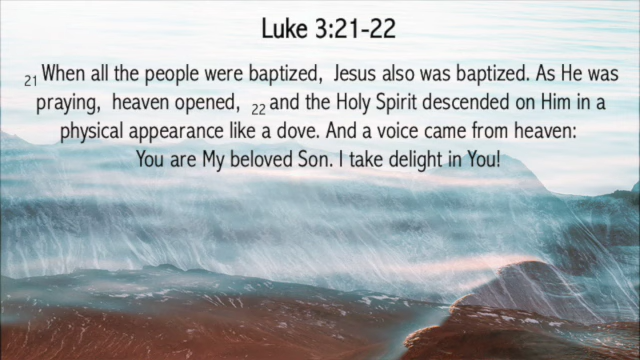 Luke 3:21-22
21 When all the people were baptized, Jesus also was baptized. As He was
praying, heaven opened, 22 and the Holy Spirit descended on Him in a
physical appearance like a dove. And a voice came from heaven:
You are My beloved Son. I take delight in You!